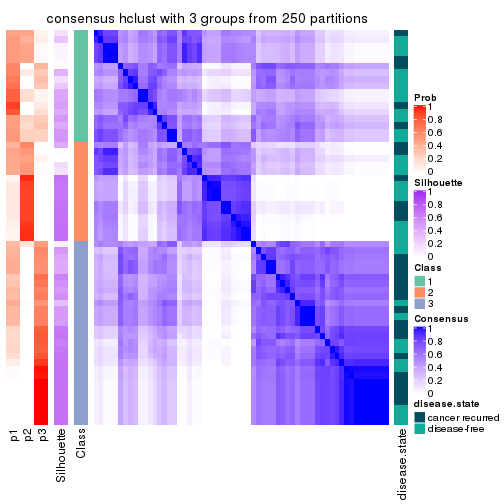 consensus hclust with 3 groups from 250 partitions
Prob
1
0.8
0.6
0.4
0.2
0
Silhouette
1
0.8
0.6
0.4
0.2
0
Class
1
2
3
Consensus
1
0.8
0.6
0.4
0.2
0
disease.state
cancer recurred
disease-free
p1
p2
p3
Silhouette
Class
disease.state